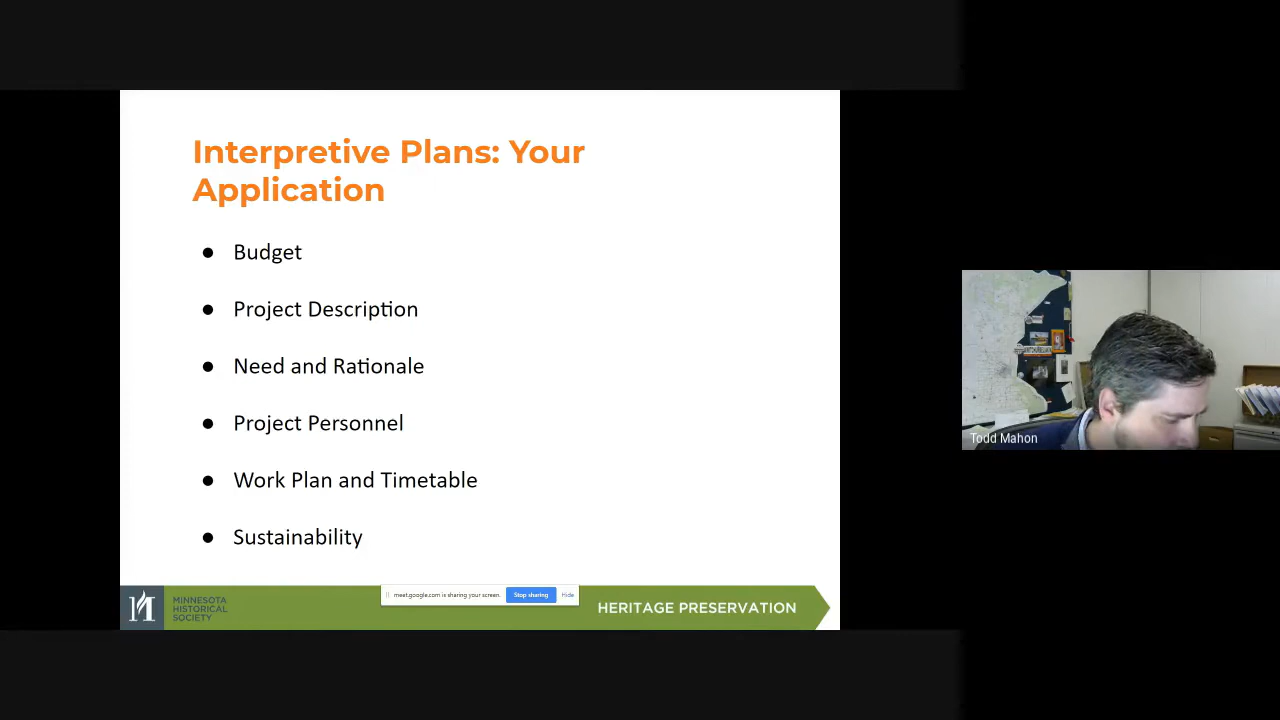 Interpretive Plans: Your
Application
● Budget
● Project Description
● Need and Rationale
● Project Personnel
● Work Plan and Timetable
● Sustainability
MINNESOTA
HISTORICAL
SOCIETY
meet.google.com is sharing your screen.
Stop sharing
Hide
HERITAGE PRESERVATION
Todd Mahon